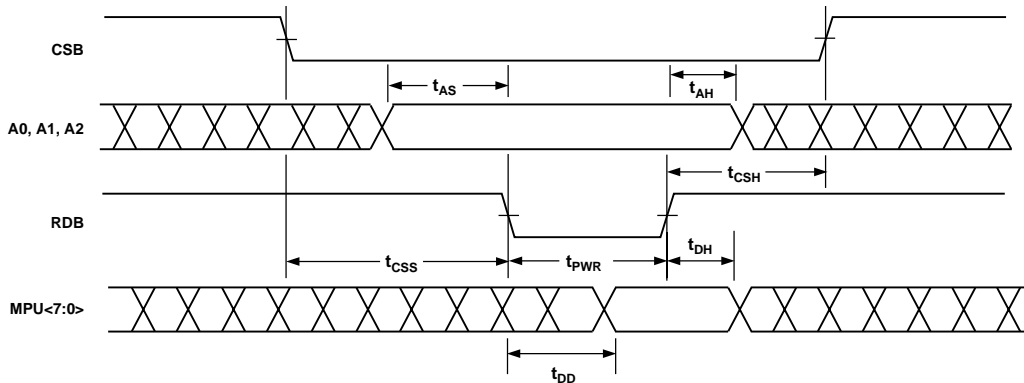 CSB
tAS
tAH
A0, A1, A2
tCSH
RDB
tCSS
tPWR
tDH
MPU<7:0>
tDD